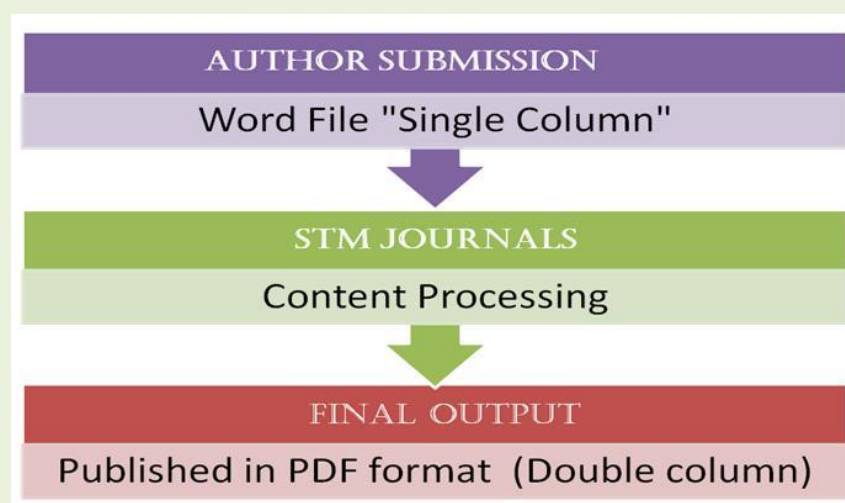 AUTHOR SUBMISSION
Word File "Single Column"
STM JOURNALS
Content Processing
FINAL OUTPUT
Published in PDF format (Double column)